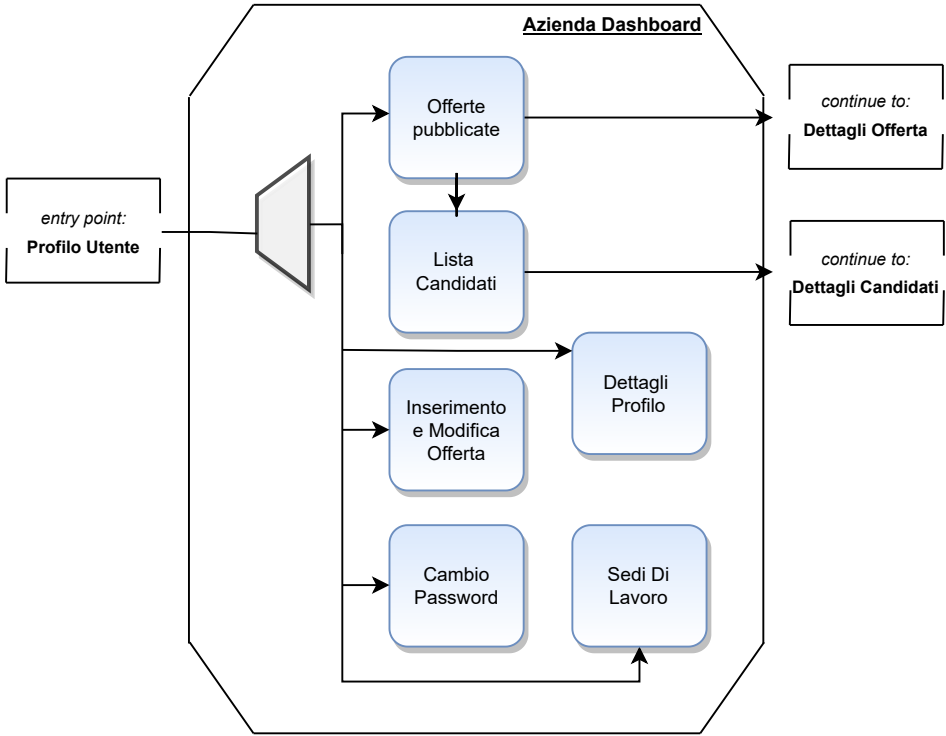 Azienda Dashboard
Offerte
pubblicate
continue to:
Dettagli Offerta
entry point:
Profilo Utente
Lista
Candidati
continue to:
Dettagli Candidati
Dettagli
Profilo
Inserimento
e Modifica
Offerta
Cambio
Password
Sedi Di
Lavoro